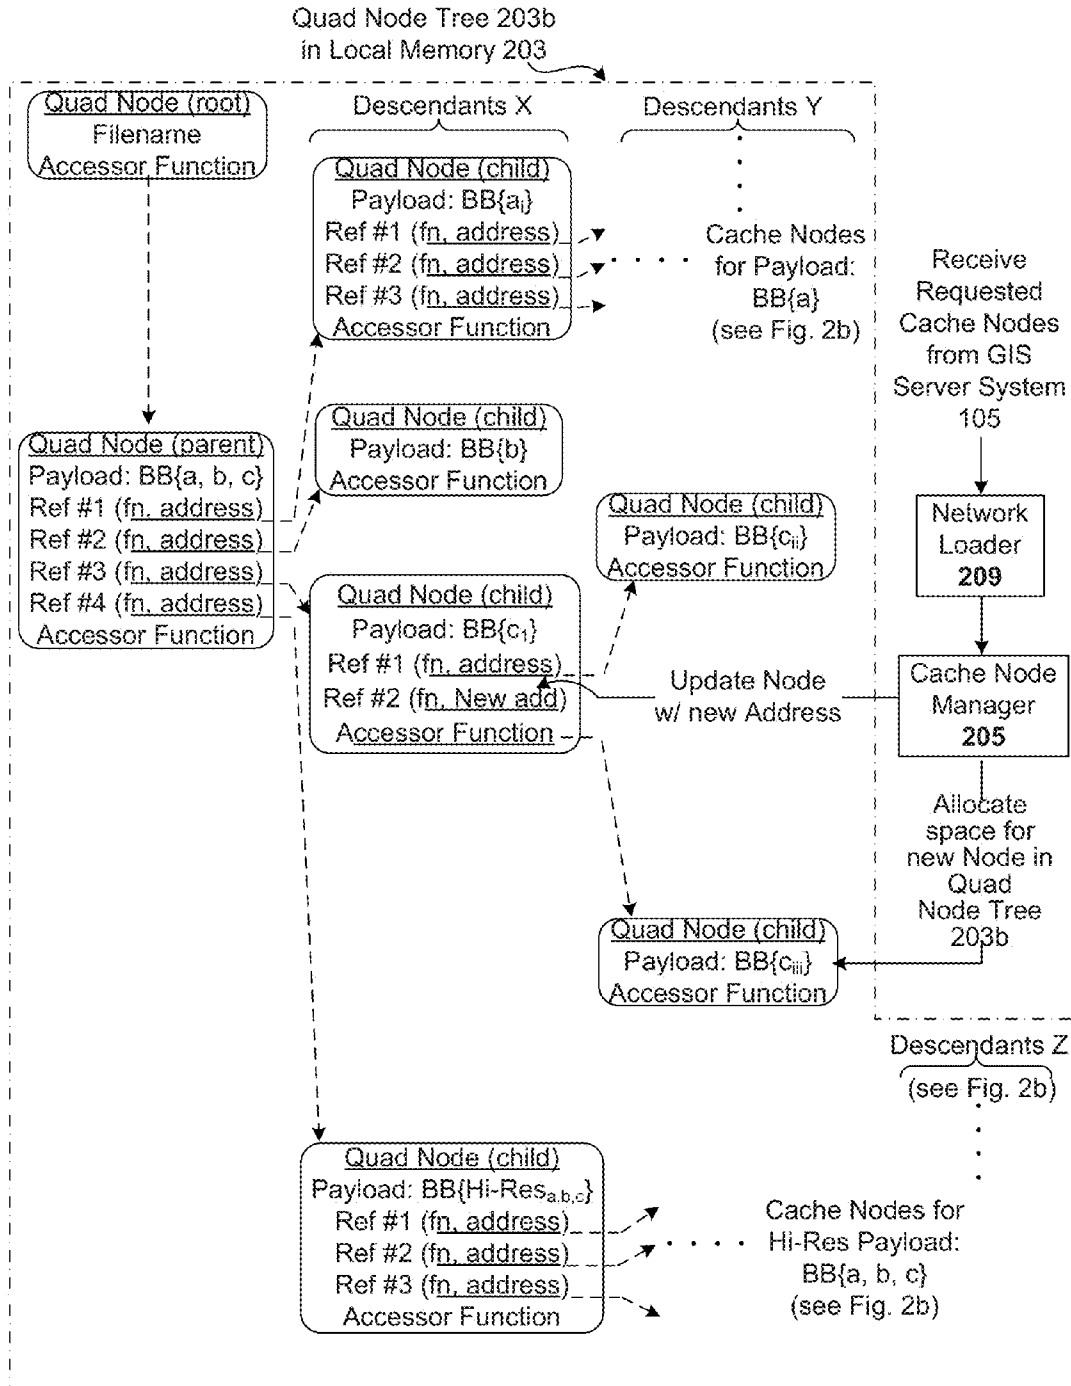 Quad Node Tree 203b
in Local Memory 203
Quad Node (root)
Filename
Accessor Function
Descendants X
Descendants Y
Quad Node (child)
Payload: BB{ai}
Ref #1 (fn, address)
Ref #2 (fn, address)
Ref #3 (fn, address)
Accessor Function
Cache Nodes
for Payload:
BB{a}
(see Fig. 2b)
Receive
Requested
Cache Nodes
from GIS
Server System
105
Quad Node (parent)
Payload: BB{a, b, c}
Ref #1 (fn, address)
Ref #2 (fn, address)
Ref #3 (fn, address)
Ref #4 (fn, address)
Accessor Function
Quad Node (child)
Payload: BB{b}
Accessor Function
Quad Node (child)
Payload: BB{cii}
Accessor Function
Network
Loader
209
Quad Node (child)
Payload: BB{c1}
Ref #1 (fn, address)
Ref #2 (fn, New add)
Accessor Function
Update Node
w/ new Address
Cache Node
Manager
205
Allocate
space for
new Node in
Quad
Node Tree
203b
Quad Node (child)
Payload: BB{ciii}
Accessor Function
Descendants Z
(see Fig. 2b)
Quad Node (child)
Payload: BB{Hi-Resa,b,c}
Ref #1 (fn, address)
Ref #2 (fn, address)
Ref #3 (fn, address)
Accessor Function
Cache Nodes for
Hi-Res Payload:
BB{a, b, c}
(see Fig. 2b)